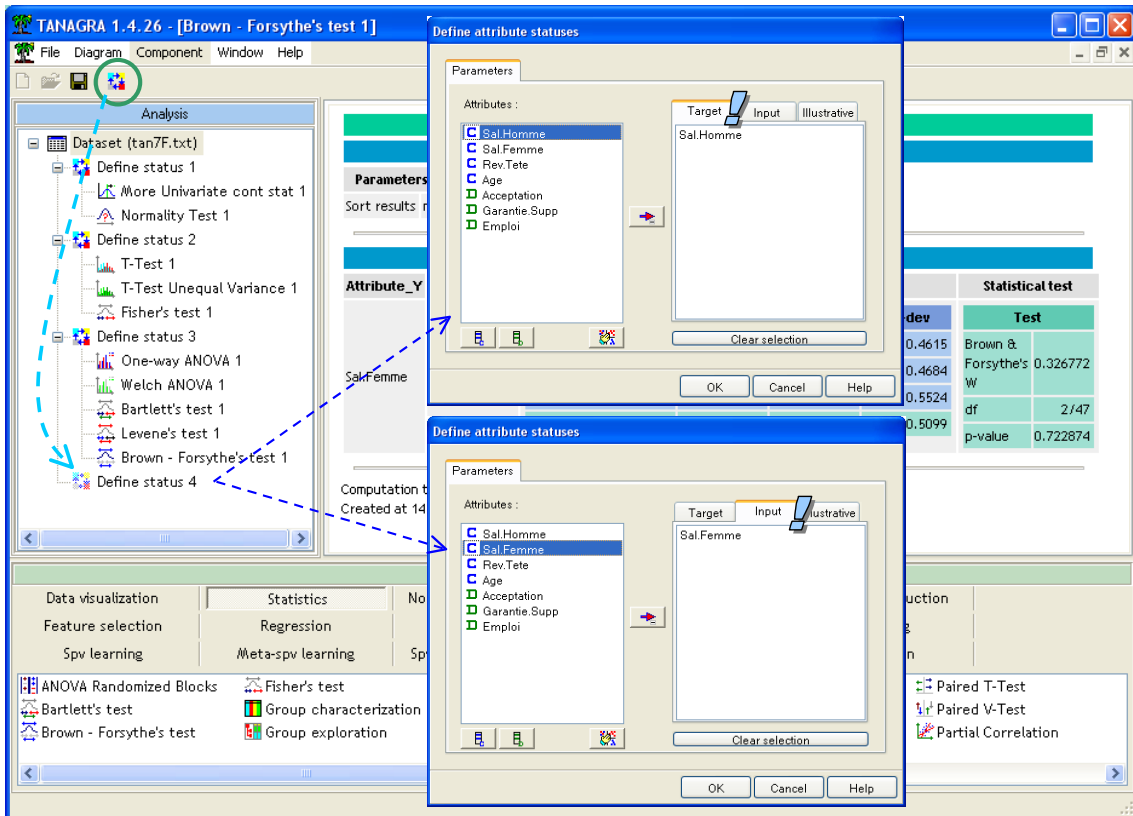 TANAGRA 1.4.26 - [Brown - Forsythe's test 1]
File Diagram Component Window Help
Analysis
Dataset (tan7F.txt)
Define status 1
More Univariate cont stat 1
Normality Test 1
Define status 2
T-Test 1
T-Test Unequal Variance 1
Fisher's test 1
Define status 3
One-way ANOVA 1
Welch ANOVA 1
Bartlett's test 1
Levene's test 1
Brown - Forsythe's test 1
Define status 4
Parameters
Sort results
Attribute_Y
Sal.Femme
Computation t
Created at 14
-dev
0.4615
0.4684
0.5524
0.5099
Statistical test
Test
Brown & Forsythe's W 0.326772
df 2/47
p-value 0.722874
Define attribute statuses
Parameters
Attributes :
C Sal.Homme
C Sal.Femme
C Rev.Tete
C Age
D Acceptation
D Garantie.Supp
D Emploi
Target Input Illustrative
Sal.Homme
Clear selection
OK Cancel Help
Define attribute statuses
Parameters
Attributes :
C Sal.Homme
C Sal.Femme
C Rev.Tete
C Age
D Acceptation
D Garantie.Supp
D Emploi
Target Input lustrative
Sal.Femme
Clear selection
OK Cancel Help
Data visualization Statistics No uction
Feature selection Regression g
Spv learning Meta-spv learning Sp n
ANOVA Randomized Blocks Fisher's test Paired T-Test
Bartlett's test Group characterization Paired V-Test
Brown - Forsythe's test Group exploration Partial Correlation